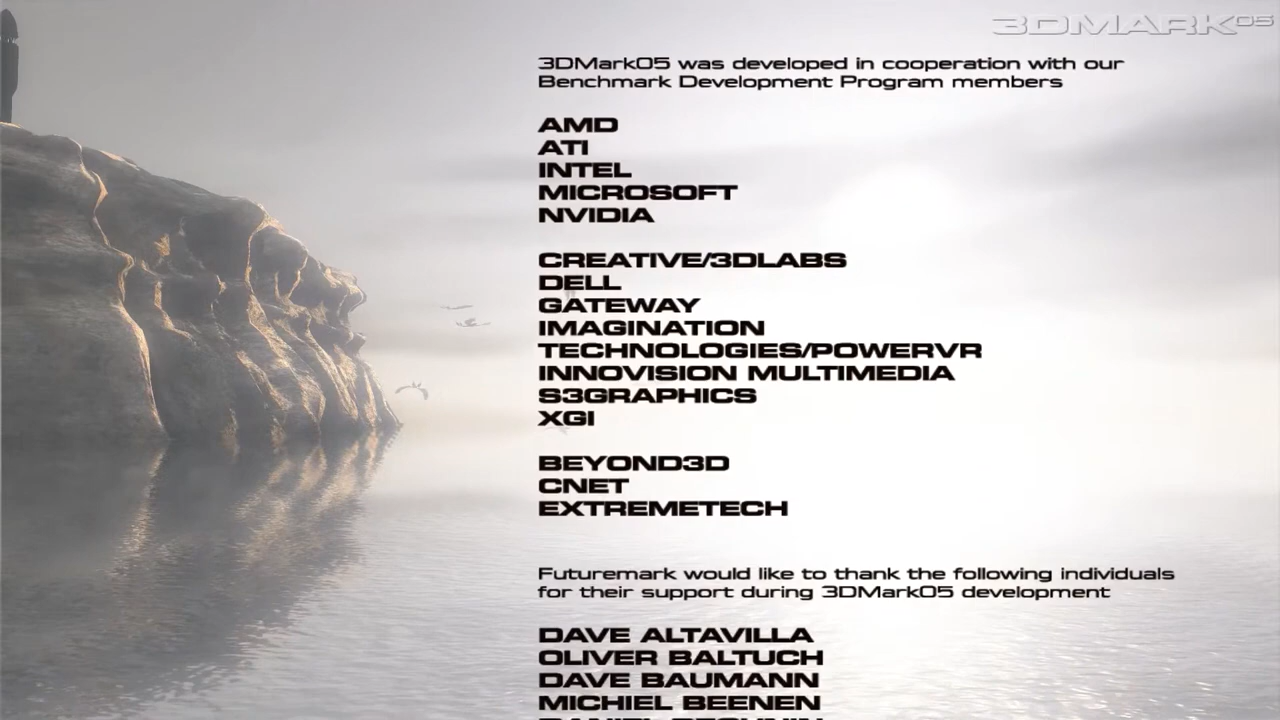 3DMARK05
3DMark05 was developed in cooperation with our
Benchmark Development Program members
AMD
ATI
INTEL
MICROSOFT
NVIDIA
CREATIVE/3DLABS
DELL
GATEWAY
IMAGINATION
TECHNOLOGIES/POWERVR
INNOVISION MULTIMEDIA
S3GRAPHICS
XGI
BEYOND3D
CNET
EXTREMETECH
Futuremark would like to thank the following individuals
for their support during 3DMark05 development
DAVE ALTAVILLA
OLIVER BALTUCH
DAVE BAUMANN
MICHIEL BEENEN